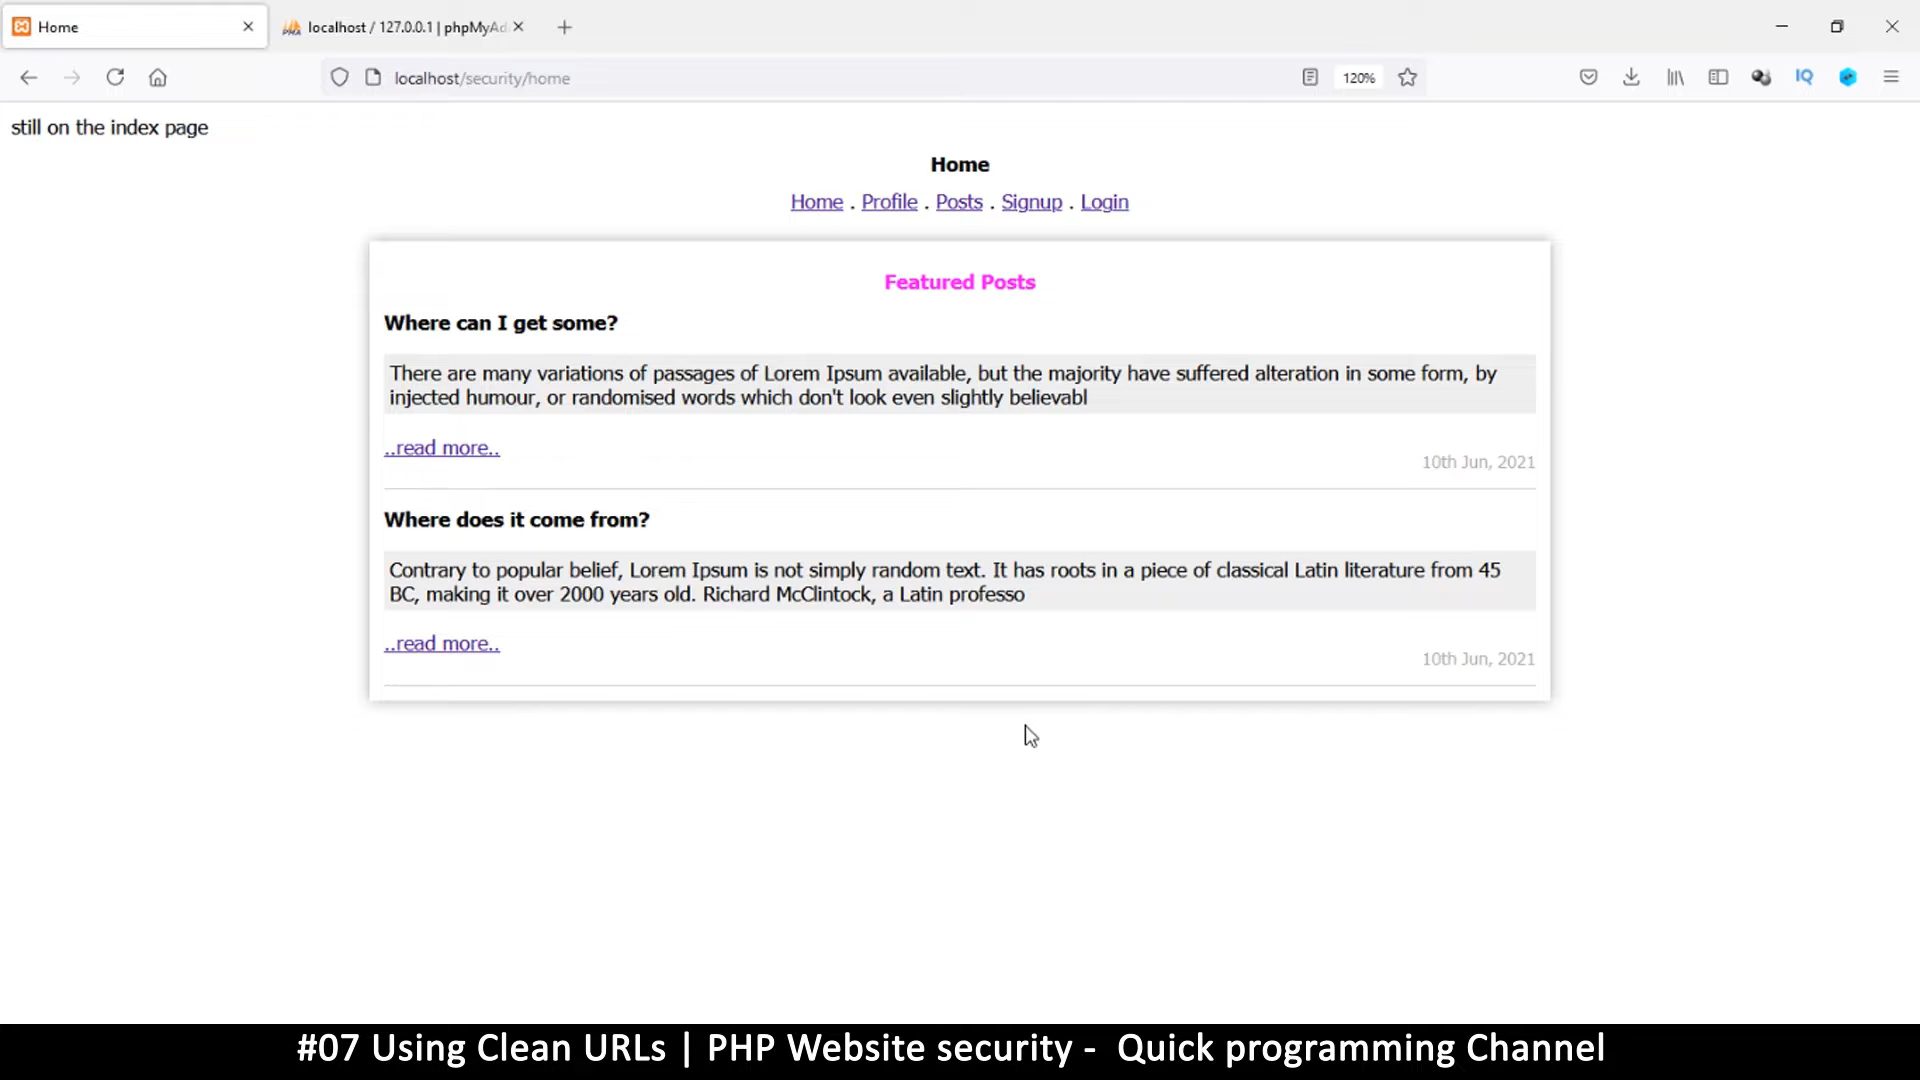 Home
localhost / 127.0.0.1 | phpMyAd
localhost/security/home
120%
IQ
still on the index page
Home
Home . Profile . Posts . Signup . Login
Featured Posts
Where can I get some?
There are many variations of passages of Lorem Ipsum available, but the majority have suffered alteration in some form, by
injected humour, or randomised words which don't look even slightly believabl
..read more..
10th Jun, 2021
Where does it come from?
Contrary to popular belief, Lorem Ipsum is not simply random text. It has roots in a piece of classical Latin literature from 45
BC, making it over 2000 years old. Richard McClintock, a Latin professo
..read more..
10th Jun, 2021
#07 Using Clean URLs | PHP Website security - Quick programming Channel